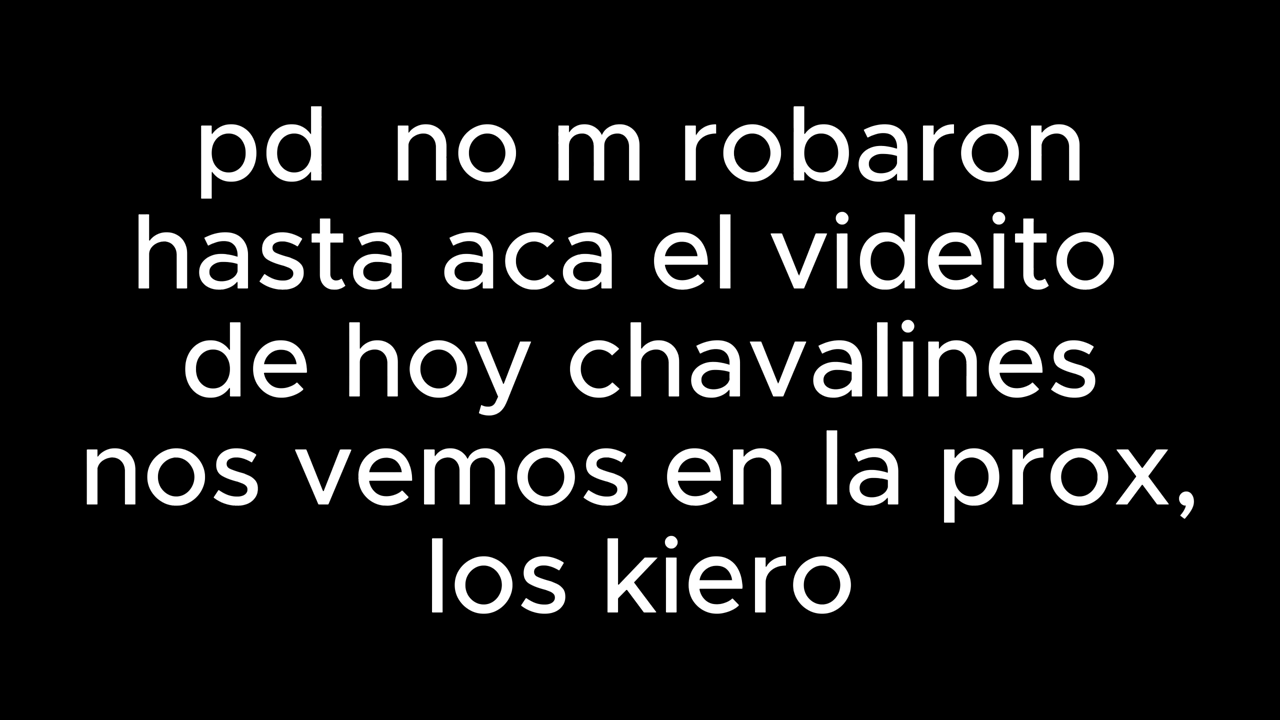 pd  no m robaron
hasta aca el videito
de hoy chavalines
nos vemos en la prox,
los kiero